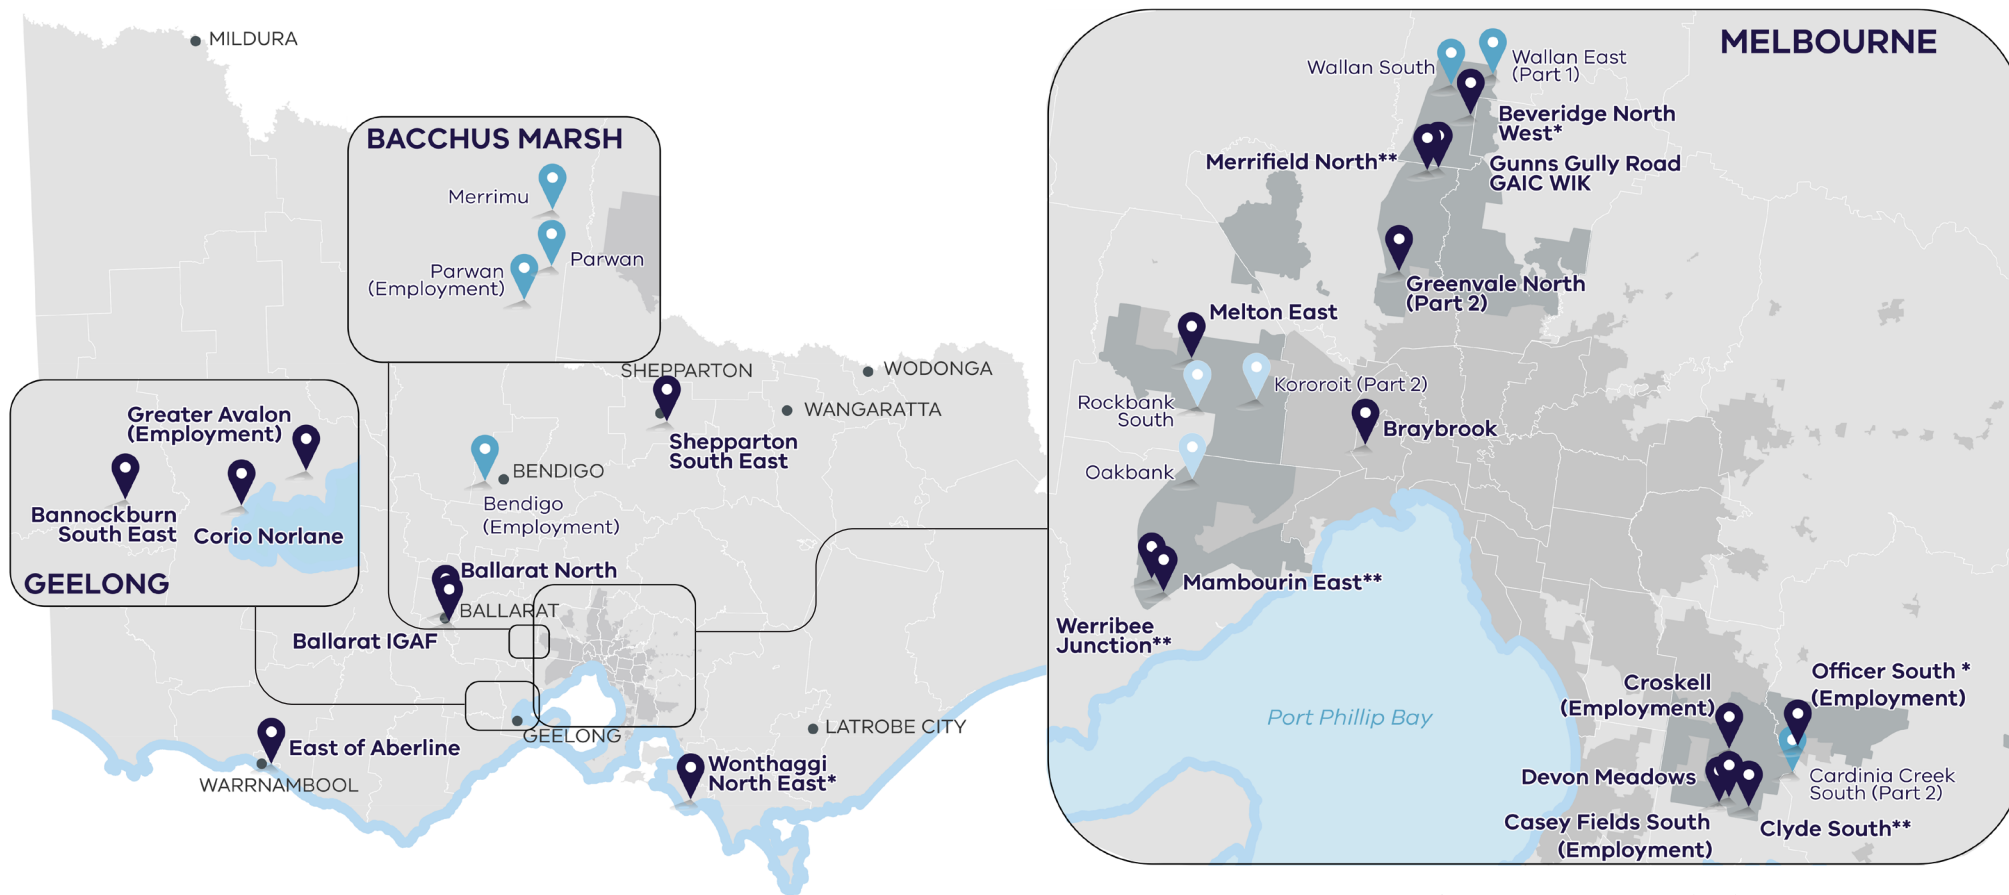 MILDURA
BACCHUS MARSH
Merrimu
Parwan
Parwan
(Employment)
SHEPPARTON
WODONGA
WANGARATTA
Shepparton
South East
Greater Avalon
(Employment)
Bannockburn
South East
Corio Norlane
GEELONG
BENDIGO
Bendigo
(Employment)
Ballarat North
BALLARAT
Ballarat IGAF
East of Aberline
WARRNAMBOOL
GEELONG
LATROBE CITY
Wonthaggi
North East*
MELBOURNE
Wallan South
Wallan East
(Part 1)
Beveridge North
West*
Merrifield North**
Gunns Gully Road
GAIC WIK
Greenvale North
(Part 2)
Melton East
Rockbank
South
Kororoit (Part 2)
Braybrook
Oakbank
Mambourin East**
Werribee
Junction**
Port Phillip Bay
Croskell
(Employment)
Officer South *
(Employment)
Devon Meadows
Cardinia Creek
South (Part 2)
Casey Fields South
(Employment)
Clyde South**